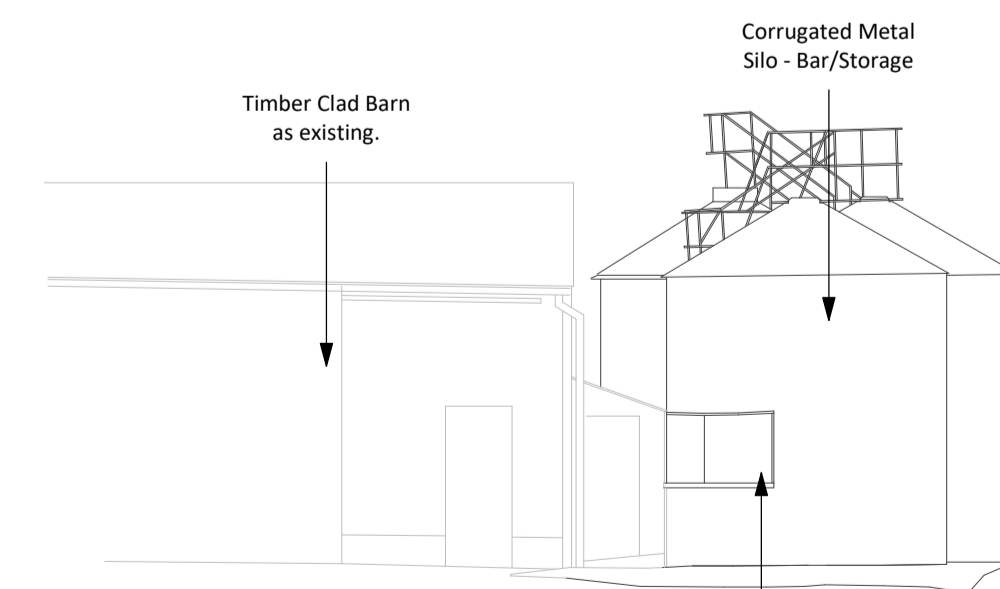 Corrugated Metal
Silo - Bar/Storage
Timber Clad Barn
as existing.